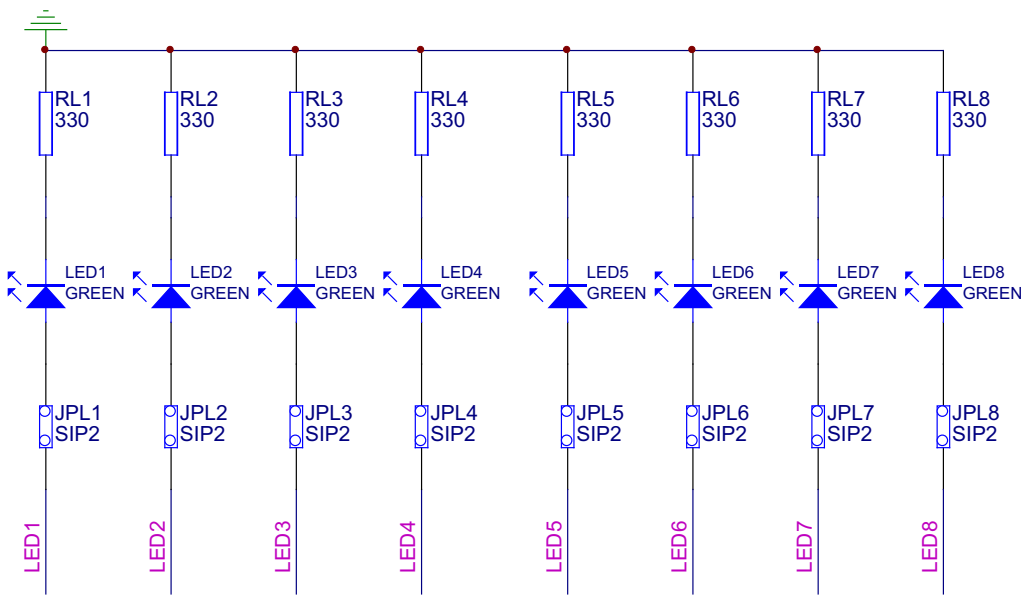 RL1
330
RL2
330
RL3
330
RL4
330
RL5
330
RL6
330
RL7
330
RL8
330
LED1
GREEN
LED2
GREEN
LED3
GREEN
LED4
GREEN
LED5
GREEN
LED6
GREEN
LED7
GREEN
LED8
GREEN
JPL1
SIP2
JPL2
SIP2
JPL3
SIP2
JPL4
SIP2
JPL5
SIP2
JPL6
SIP2
JPL7
SIP2
JPL8
SIP2
LED1
LED2
LED3
LED4
LED5
LED6
LED7
LED8